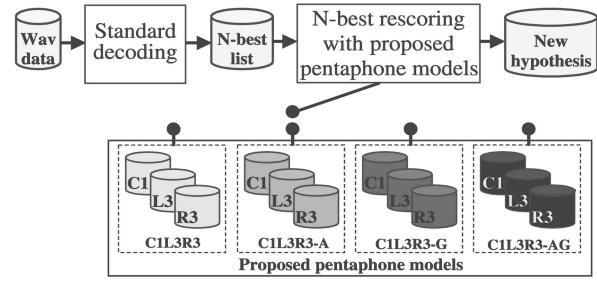 Wav
data
Standard
decoding
N-best
list
N-best rescoring
with proposed
pentaphone models
New
hypothesis
C1
L3
R3
C1L3R3
C1
L3
R3
C1L3R3-A
C1
L3
R3
C1L3R3-G
C1
L3
R3
C1L3R3-AG
Proposed pentaphone models